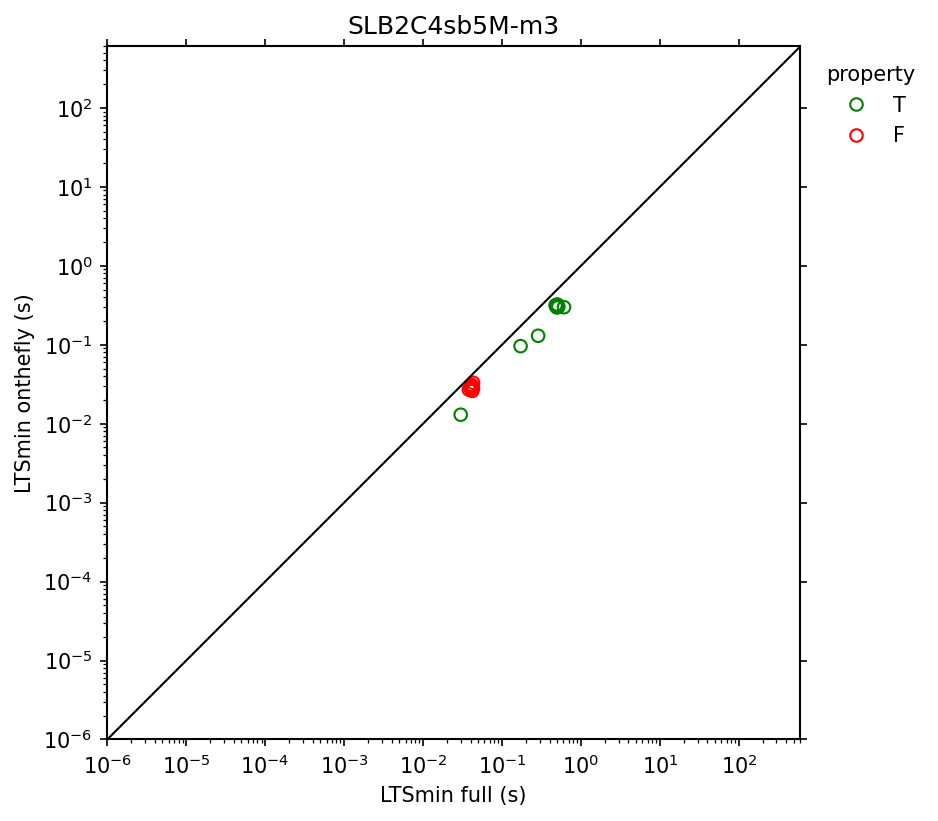 SLB2C4sb5M-m3
property
T
F
LTSmin onthefly (s)
10²
10¹
10⁰
10⁻¹
10⁻²
10⁻³
10⁻⁴
10⁻⁵
10⁻⁶
10⁻⁶ 10⁻⁵ 10⁻⁴ 10⁻³ 10⁻² 10⁻¹ 10⁰ 10¹ 10²
LTSmin full (s)